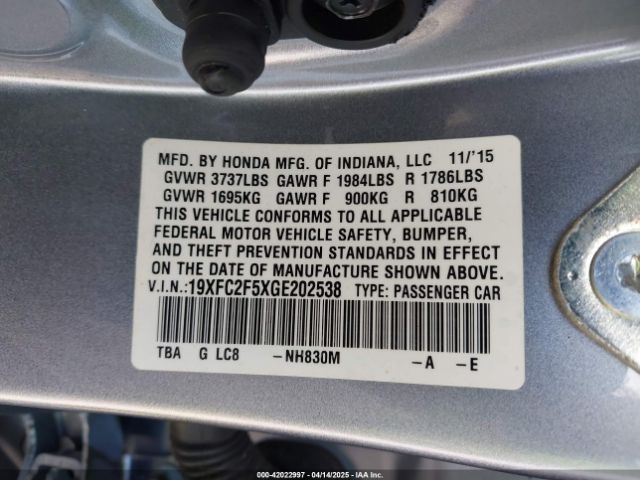 MFD. BY HONDA MFG. OF INDIANA, LLC 11/'15
GVWR 3737LBS GAWR F 1984LBS R 1786LBS
GVWR 1695KG GAWR F 900KG R 810KG
THIS VEHICLE CONFORMS TO ALL APPLICABLE
FEDERAL MOTOR VEHICLE SAFETY, BUMPER,
AND THEFT PREVENTION STANDARDS IN EFFECT
ON THE DATE OF MANUFACTURE SHOWN ABOVE.
V.I.N.:19XFC2F5XGE202538 TYPE: PASSENGER CAR
TBA G LC8 -NH830M -A -E
000-42022997 - 04/14/2025 - IAA Inc.